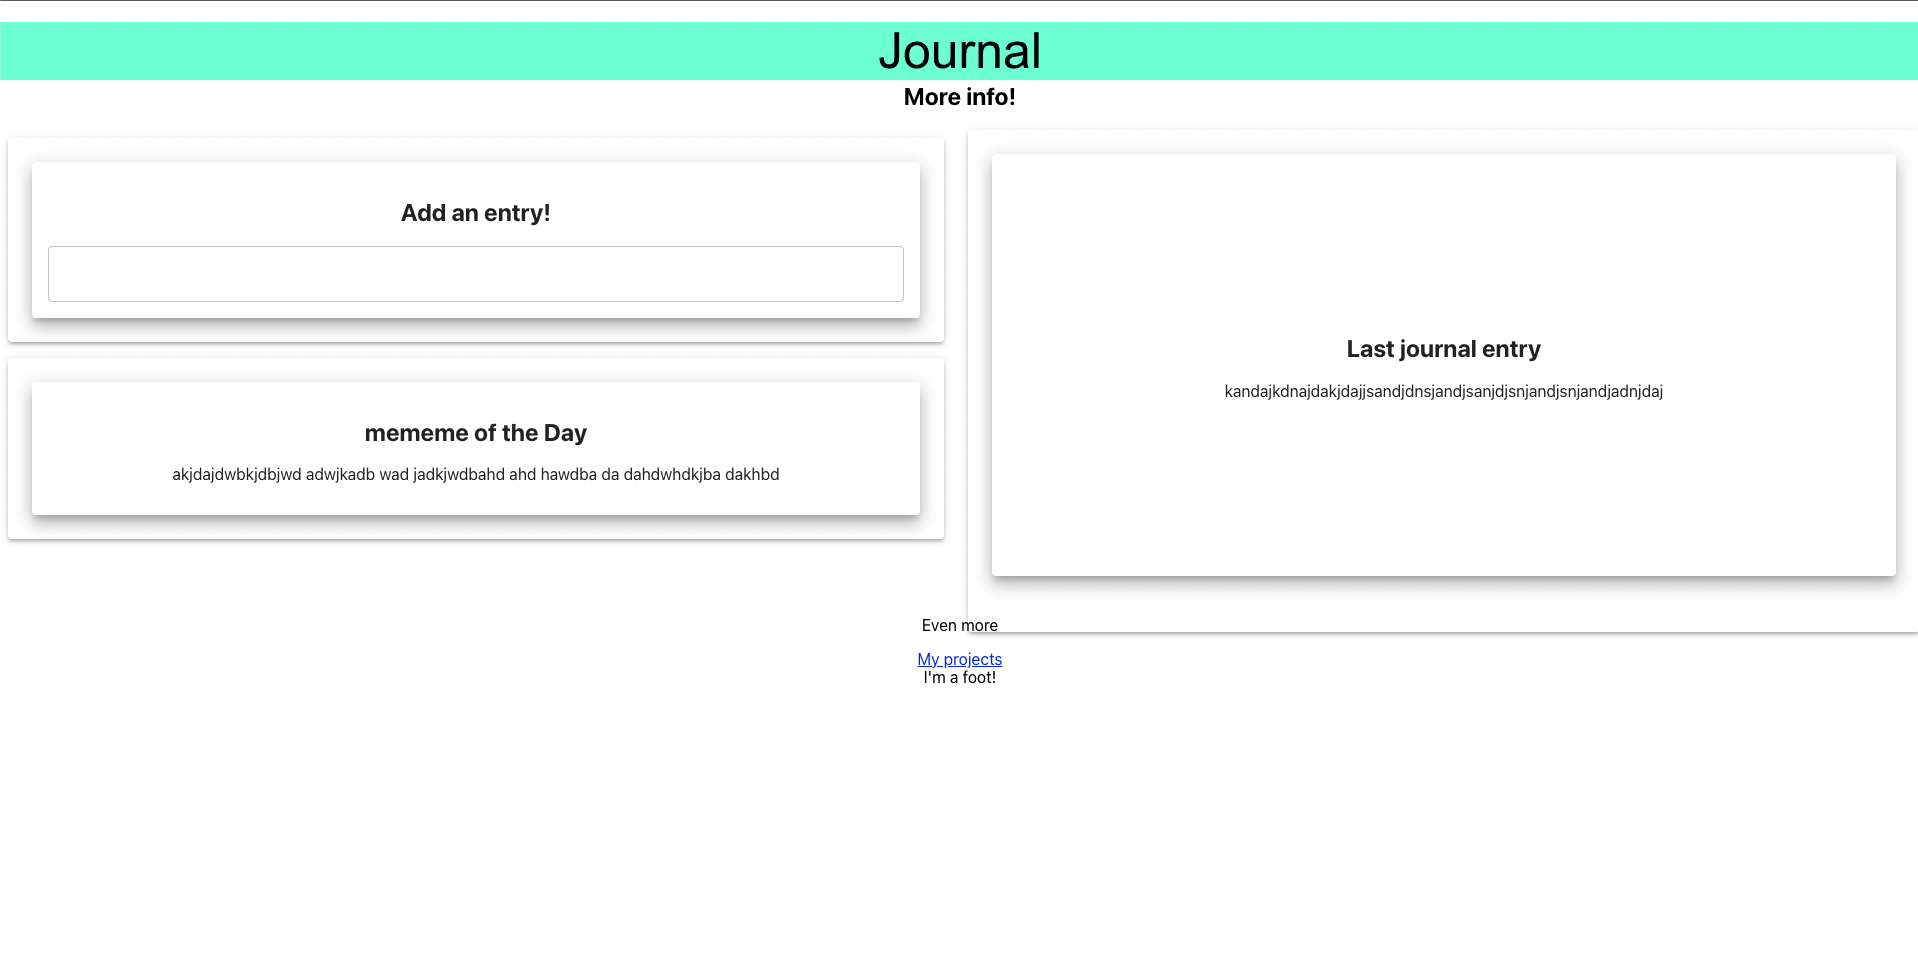 Journal
More info!
Add an entry!
mememe of the Day
akjdajdwbkjdbjwd adwjkadb wad jadkjwdbahd ahd hawdba da dahdwhdkjba dakhbd
Last journal entry
kandajkdnajdakjdajjsandjdnsjandjsanjdjsnjandjsnjandjadnjdaj
Even more
My projects
I'm a foot!